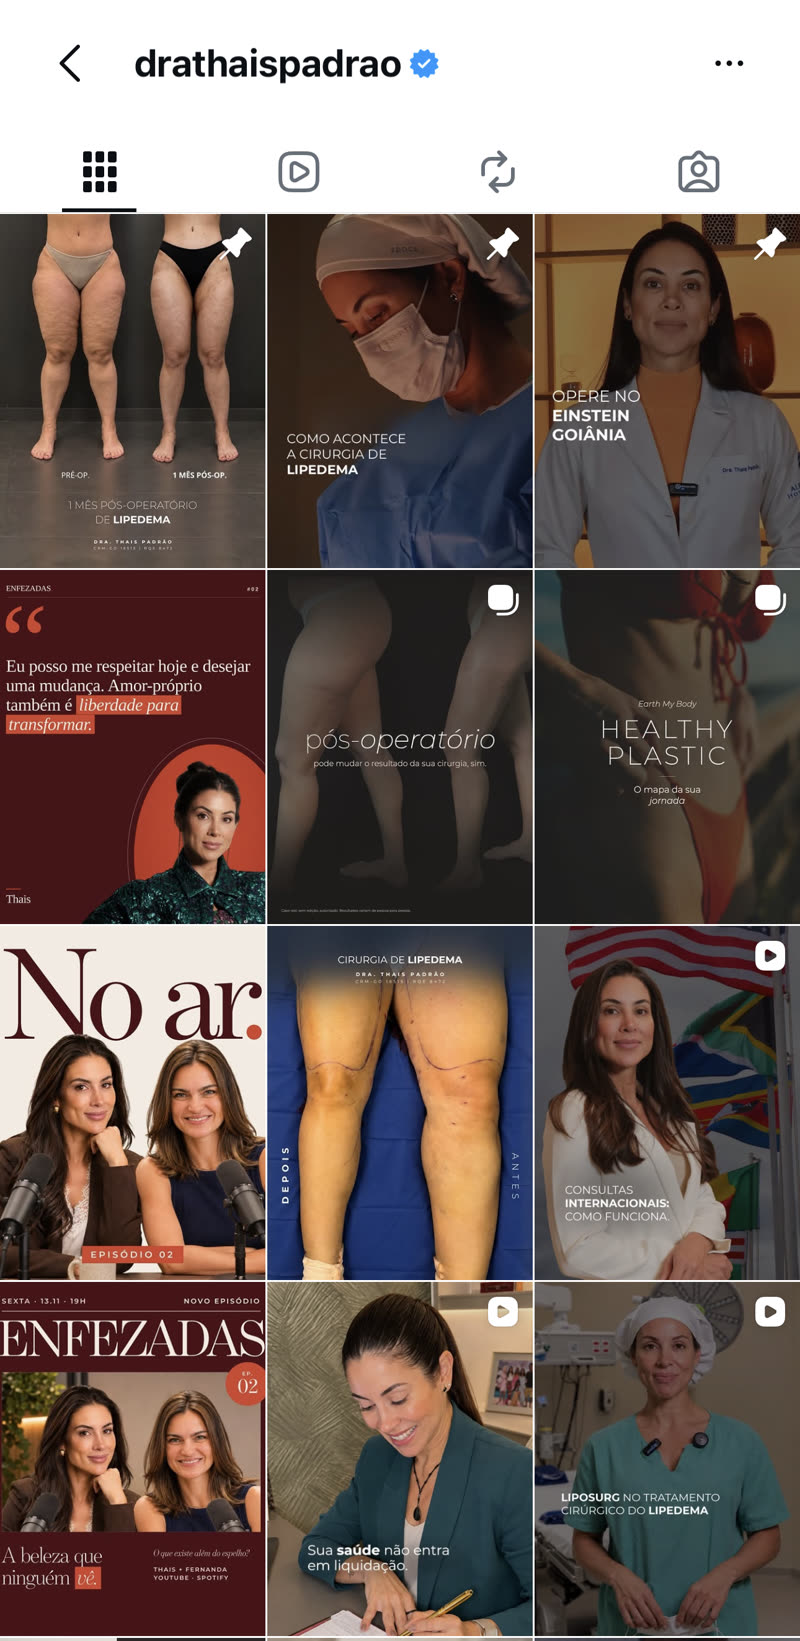 drathaispadrao
PRÉ-OP.
1 MÊS PÓS-OP.
1 MÊS PÓS-OPERATÓRIO
DE LIPEDEMA
DRA. THAIS PADRÃO
COMO ACONTECE
A CIRURGIA DE
LIPEDEMA
OPERE NO
EINSTEIN
GOIÂNIA
ENFEZADAS
#02
“
Eu posso me respeitar hoje e desejar
uma mudança. Amor-próprio
também é liberdade para
transformar.
Thais
pós-operatório
pode mudar o resultado da sua cirurgia, sim.
Earth My Body
HEALTHY
PLASTIC
O mapa da sua
jornada
No ar.
EPISÓDIO 02
CIRURGIA DE LIPEDEMA
DRA. THAIS PADRÃO
DEPOIS
ANTES
CONSULTAS
INTERNACIONAIS:
COMO FUNCIONA.
SEXTA · 13.11 · 19H
NOVO EPISÓDIO
ENFEZADAS
EP.
02
A beleza que
ninguém vê.
O que existe além do espelho?
THAIS + FERNANDA
YOUTUBE · SPOTIFY
Sua saúde não entra
em liquidação.
LIPOSURG NO TRATAMENTO
CIRÚRGICO DO LIPEDEMA